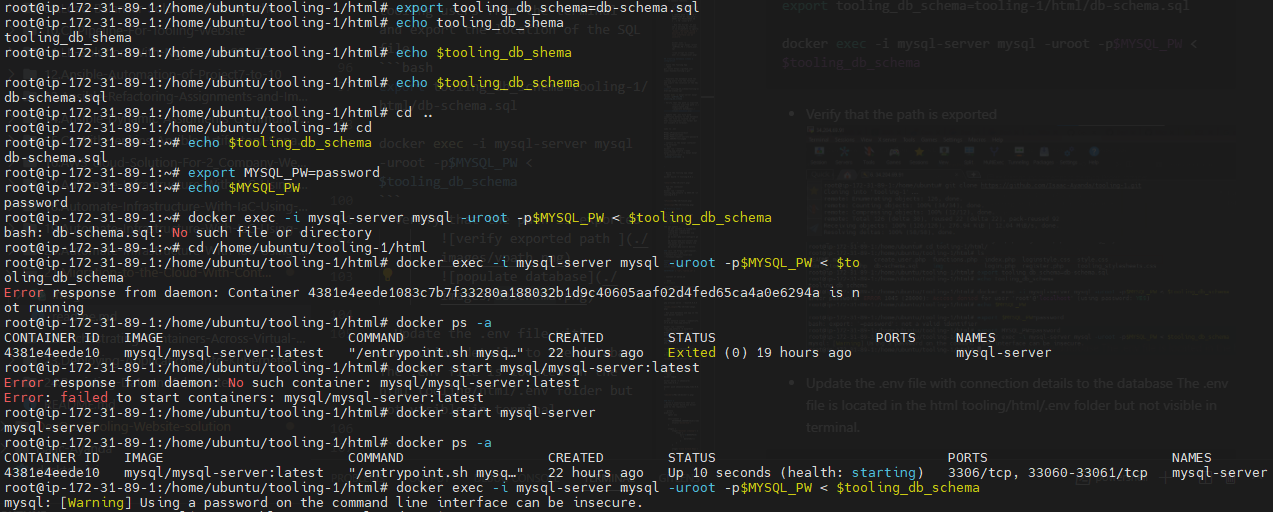 root@ip-172-31-89-1:/home/ubuntu/tooling-1/html# export tooling_db_schema=db-schema.sql
root@ip-172-31-89-1:/home/ubuntu/tooling-1/html# echo tooling_db_shema
tooling_db_shema
root@ip-172-31-89-1:/home/ubuntu/tooling-1/html# echo $tooling_db_shema
root@ip-172-31-89-1:/home/ubuntu/tooling-1/html# echo $tooling_db_schema
db-schema.sql
root@ip-172-31-89-1:/home/ubuntu/tooling-1/html# cd ..
root@ip-172-31-89-1:/home/ubuntu/tooling-1# cd
root@ip-172-31-89-1:~# echo $tooling_db_schema
db-schema.sql
root@ip-172-31-89-1:~# export MYSQL_PW=password
root@ip-172-31-89-1:~# echo $MYSQL_PW
password
root@ip-172-31-89-1:~# docker exec -i mysql-server mysql -uroot -p$MYSQL_PW < $tooling_db_schema
bash: db-schema.sql: No such file or directory
root@ip-172-31-89-1:~# cd /home/ubuntu/tooling-1/html
root@ip-172-31-89-1:/home/ubuntu/tooling-1/html# docker exec -i mysql-server mysql -uroot -p$MYSQL_PW < $to
oling_db_schema
Error response from daemon: Container 4381e4eede1083c7b7f33280a188032b1d9c40605aaf02d4fed65ca4a0e6294a is n
ot running
root@ip-172-31-89-1:/home/ubuntu/tooling-1/html# docker ps -a
CONTAINER ID IMAGE COMMAND CREATED STATUS PORTS NAMES
4381e4eede10 mysql/mysql-server:latest "/entrypoint.sh mysq…" 22 hours ago Exited (0) 19 hours ago mysql-server
root@ip-172-31-89-1:/home/ubuntu/tooling-1/html# docker start mysql/mysql-server:latest
Error response from daemon: No such container: mysql/mysql-server:latest
Error: failed to start containers: mysql/mysql-server:latest
root@ip-172-31-89-1:/home/ubuntu/tooling-1/html# docker start mysql-server
mysql-server
root@ip-172-31-89-1:/home/ubuntu/tooling-1/html# docker ps -a
CONTAINER ID IMAGE COMMAND CREATED STATUS PORTS NAMES
4381e4eede10 mysql/mysql-server:latest "/entrypoint.sh mysq…" 22 hours ago Up 10 seconds (health: starting) 3306/tcp, 33060-33061/tcp mysql-server
root@ip-172-31-89-1:/home/ubuntu/tooling-1/html# docker exec -i mysql-server mysql -uroot -p$MYSQL_PW < $tooling_db_schema
mysql: [Warning] Using a password on the command line interface can be insecure.
export tooling_db_schema=tooling-1/html/db-schema.sql
docker exec -i mysql-server mysql -uroot -p$MYSQL_PW <
$tooling_db_schema
Verify that the path is exported
Update the .env file with connection details to the database The .env
file is located in the html tooling/html/.env folder but not visible in
terminal.